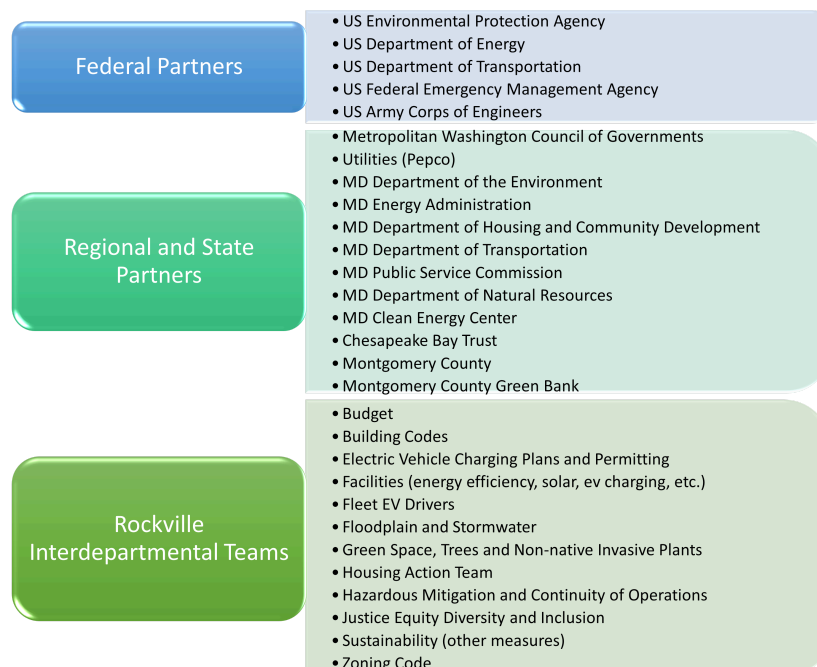 Federal Partners
• US Environmental Protection Agency
• US Department of Energy
• US Department of Transportation
• US Federal Emergency Management Agency
• US Army Corps of Engineers
Regional and State
Partners
• Metropolitan Washington Council of Governments
• Utilities (Pepco)
• MD Department of the Environment
• MD Energy Administration
• MD Department of Housing and Community Development
• MD Department of Transportation
• MD Public Service Commission
• MD Department of Natural Resources
• MD Clean Energy Center
• Chesapeake Bay Trust
• Montgomery County
• Montgomery County Green Bank
Rockville
Interdepartmental Teams
• Budget
• Building Codes
• Electric Vehicle Charging Plans and Permitting
• Facilities (energy efficiency, solar, ev charging, etc.)
• Fleet EV Drivers
• Floodplain and Stormwater
• Green Space, Trees and Non-native Invasive Plants
• Housing Action Team
• Hazardous Mitigation and Continuity of Operations
• Justice Equity Diversity and Inclusion
• Sustainability (other measures)
• Zoning Code